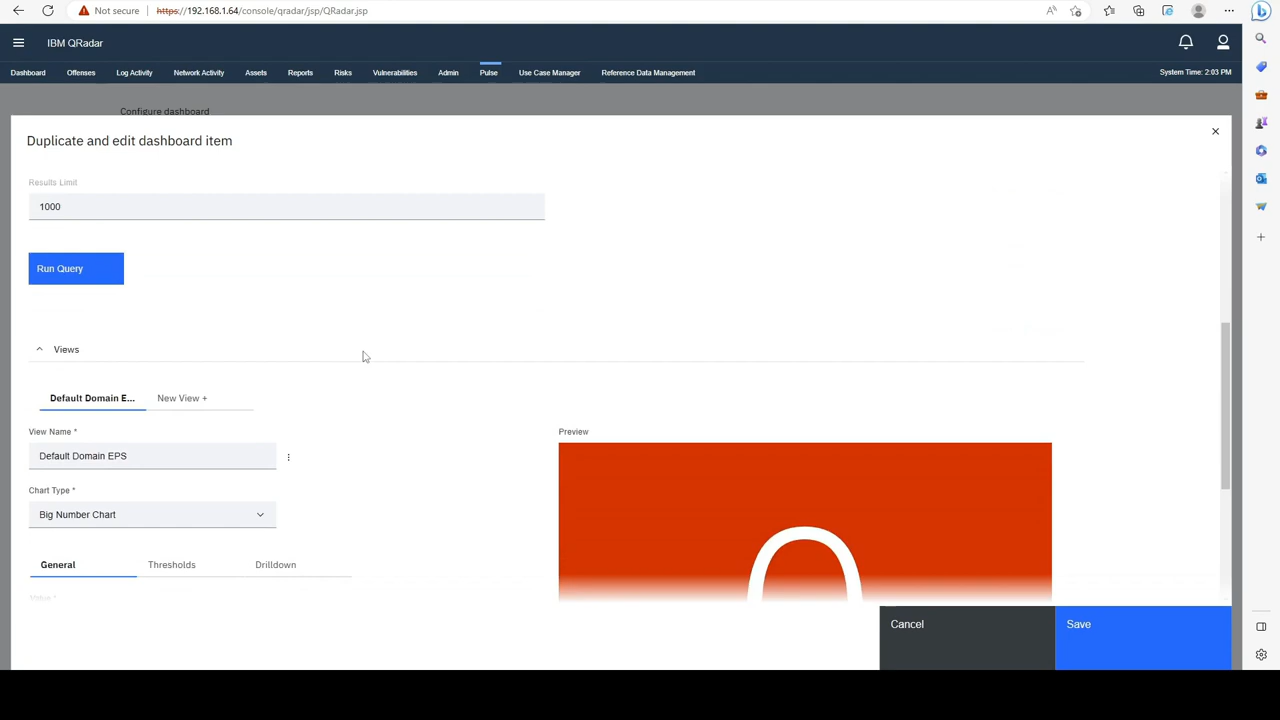 Not secure
https://192.168.1.64/console/qradar/jsp/QRadar.jsp
IBM QRadar
Dashboard Offenses Log Activity Network Activity Assets Reports Risks Vulnerabilities Admin Pulse Use Case Manager Reference Data Management System Time: 2:03 PM
Configure dashboard
Duplicate and edit dashboard item
Results Limit
1000
Run Query
Views
Default Domain E... New View +
View Name *
Default Domain EPS
Preview
Chart Type *
Big Number Chart
General Thresholds Drilldown
Value *
Cancel Save